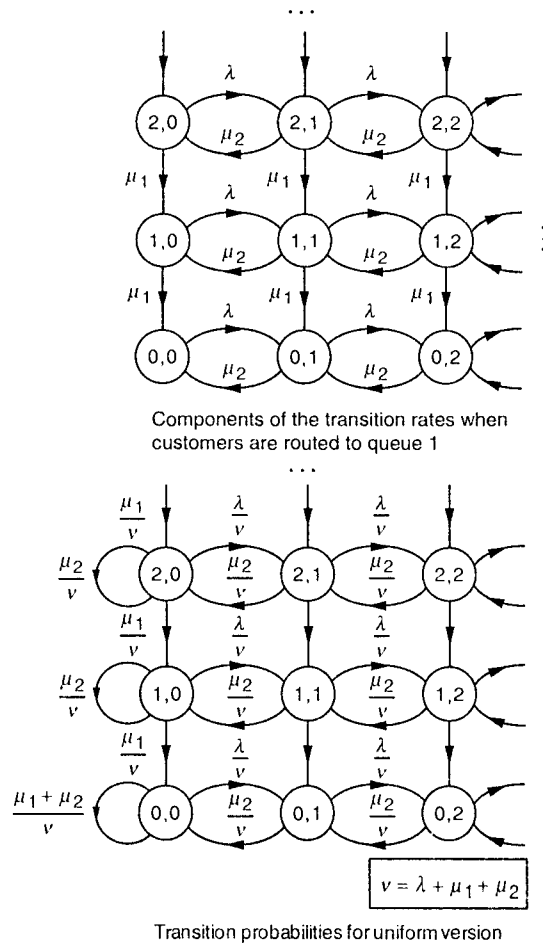 ...
λ λ
2,0 2,1 2,2
μ2 μ2
μ1 μ1 μ1
λ λ
1,0 1,1 1,2
μ2 μ2
μ1 μ1 μ1
λ λ
0,0 0,1 0,2
μ2 μ2
Components of the transition rates when
customers are routed to queue 1
...
μ1/ν λ/ν λ/ν
μ2/ν 2,0 μ2/ν 2,1 μ2/ν 2,2
μ1/ν λ/ν λ/ν
μ2/ν 1,0 μ2/ν 1,1 μ2/ν 1,2
μ1/ν λ/ν λ/ν
μ1 + μ2/ν 0,0 μ2/ν 0,1 μ2/ν 0,2
ν = λ + μ1 + μ2
Transition probabilities for uniform version